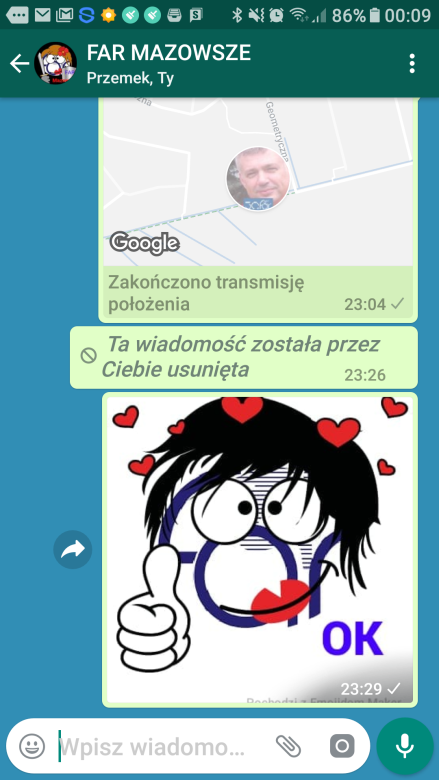 86% 00:09
FAR MAZOWSZE
Przemek, Ty
Geometryczna
Google
Zakończono transmisję
położenia 23:04
Ta wiadomość została przez
Ciebie usunięta 23:26
OK
23:29
Wpisz wiadomo...